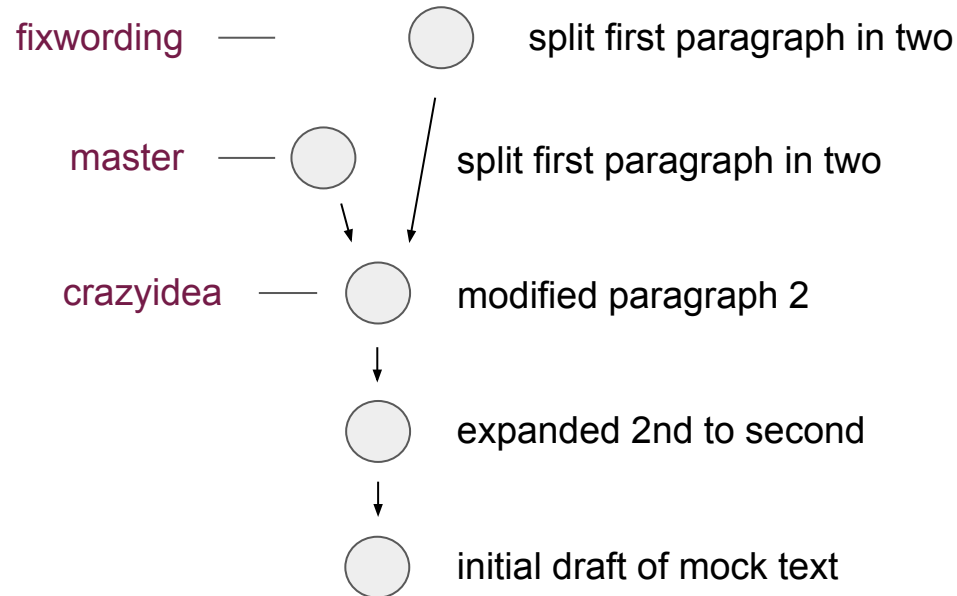 fixwording split first paragraph in two
master split first paragraph in two
crazyidea modified paragraph 2
expanded 2nd to second
initial draft of mock text